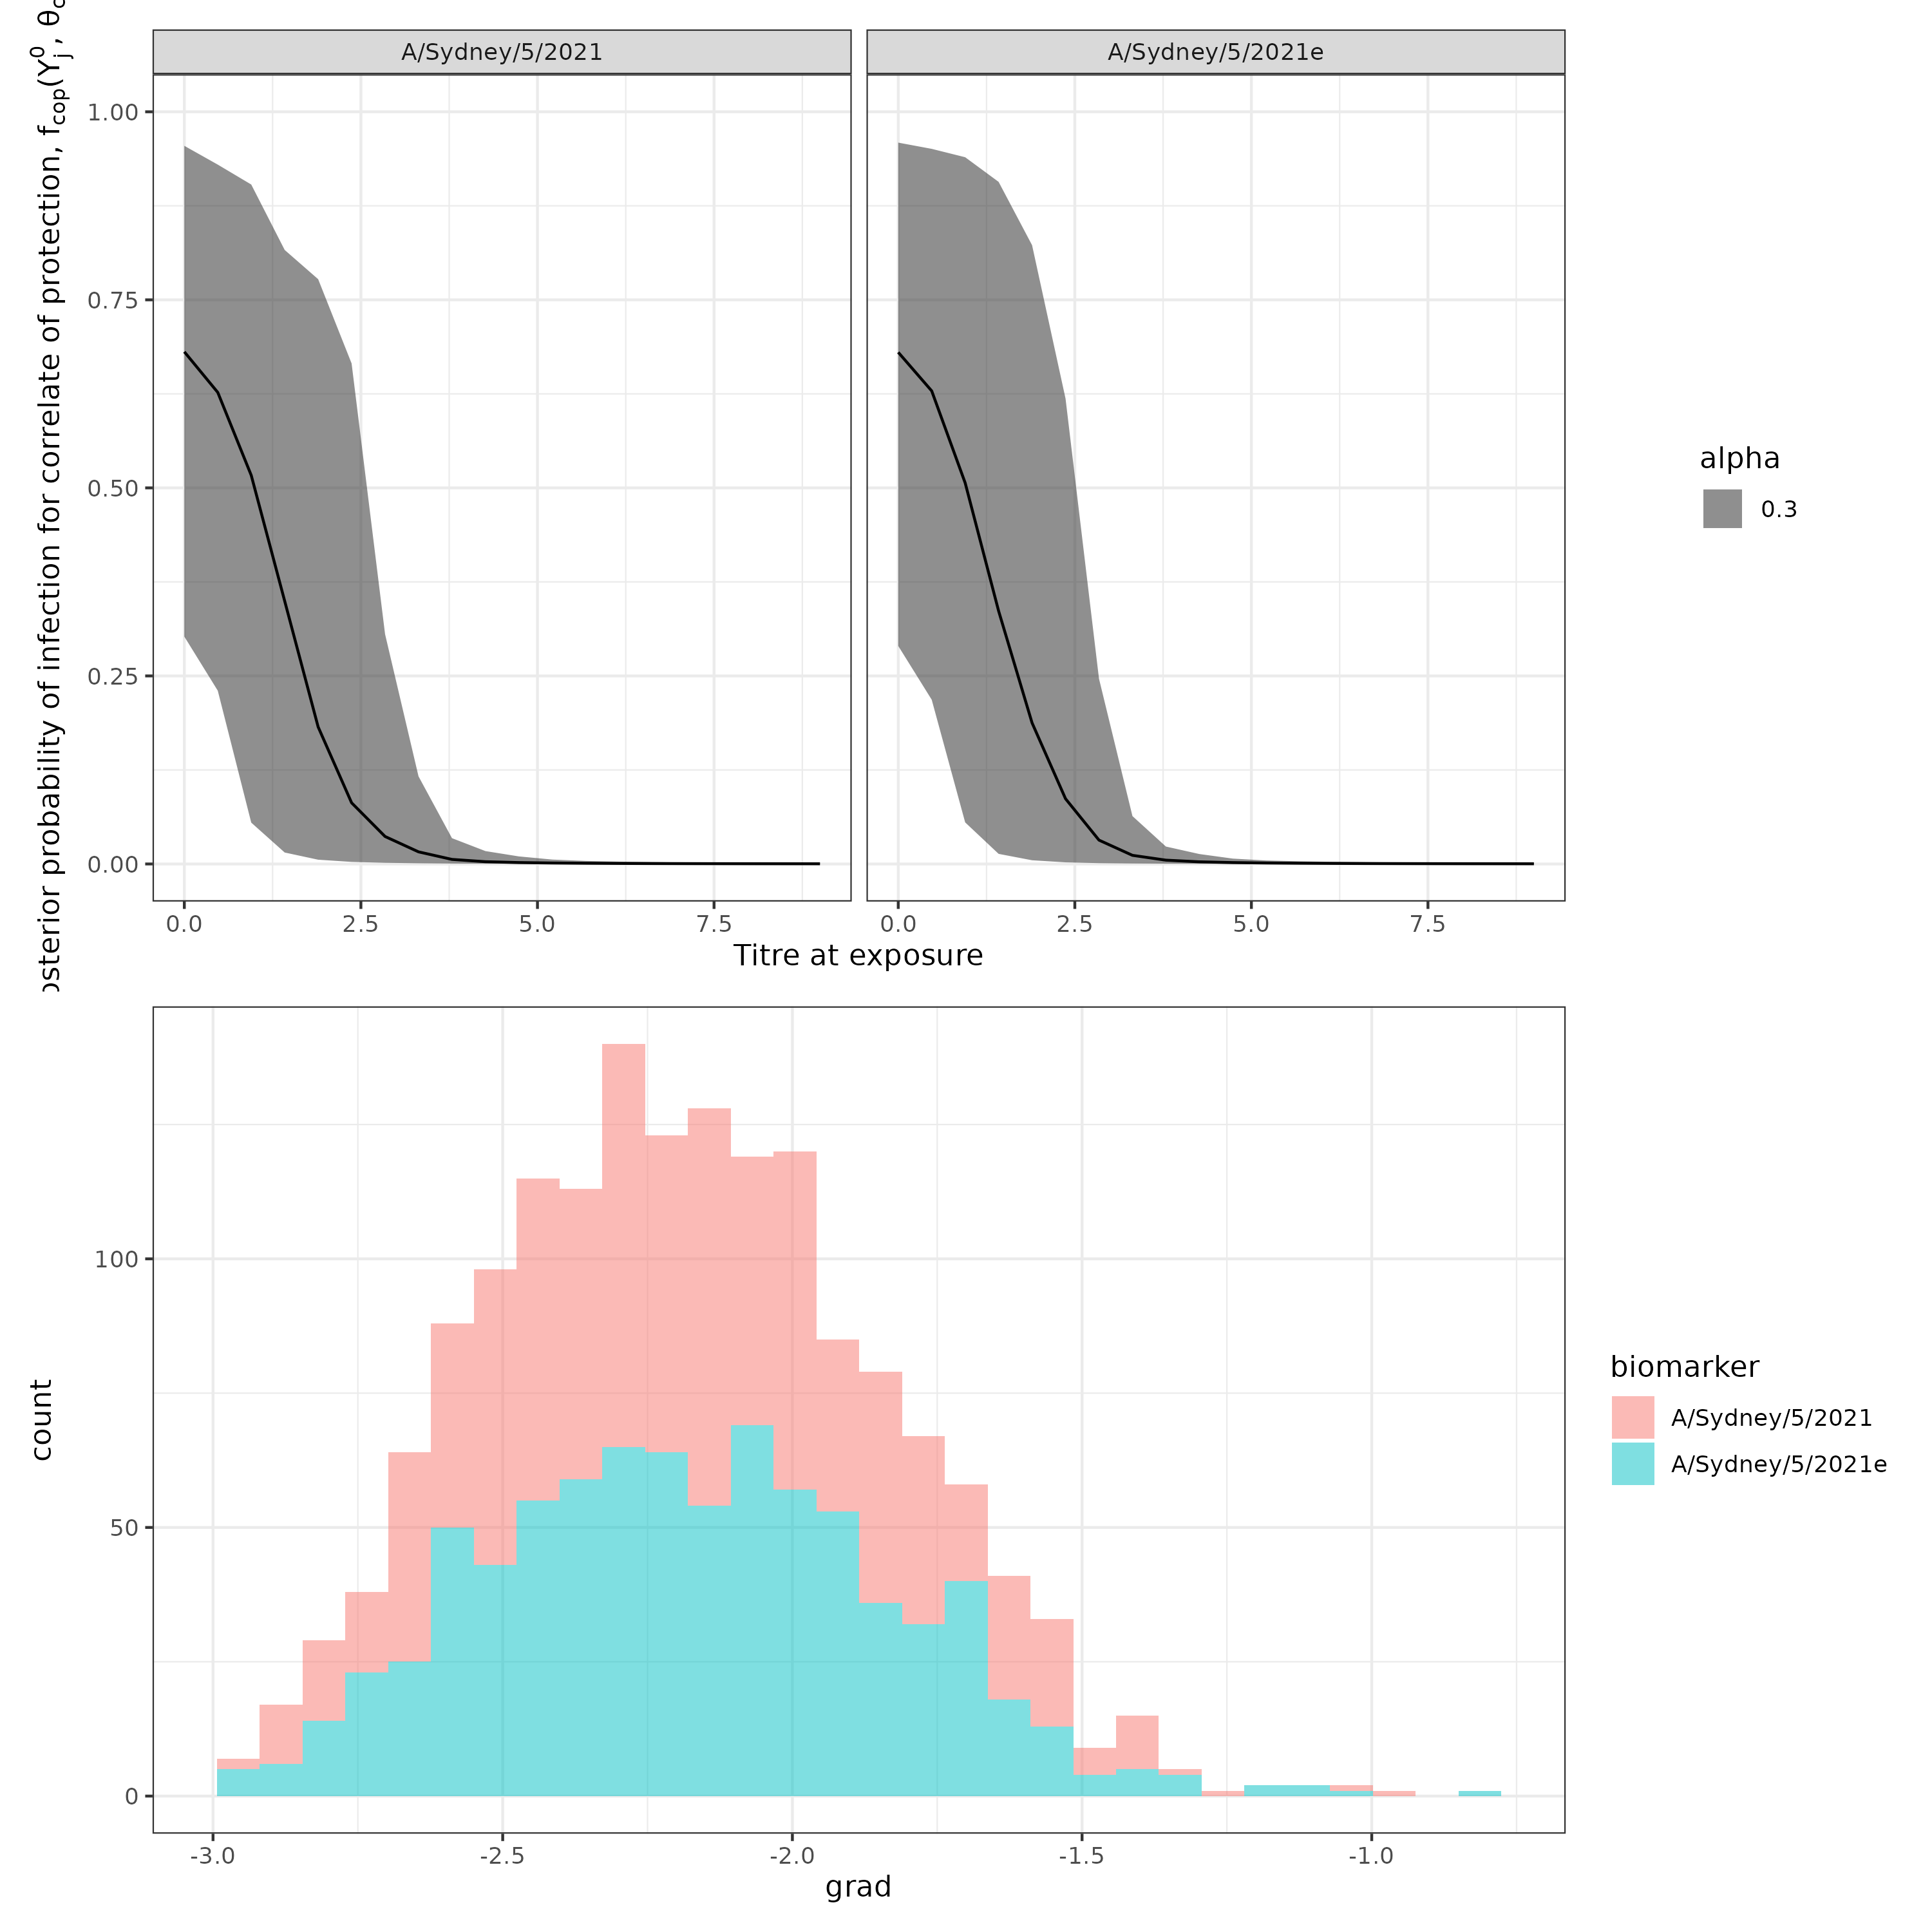 A/Sydney/5/2021
A/Sydney/5/2021e
probability of infection for correlate of protection, f_cop(Y_j^0, 
1.00
0.75
0.50
0.25
0.00
0.0 2.5 5.0 7.5
0.0 2.5 5.0 7.5
Titre at exposure
alpha
0.3
count
100
50
0
-3.0 -2.5 -2.0 -1.5 -1.0
grad
biomarker
A/Sydney/5/2021
A/Sydney/5/2021e